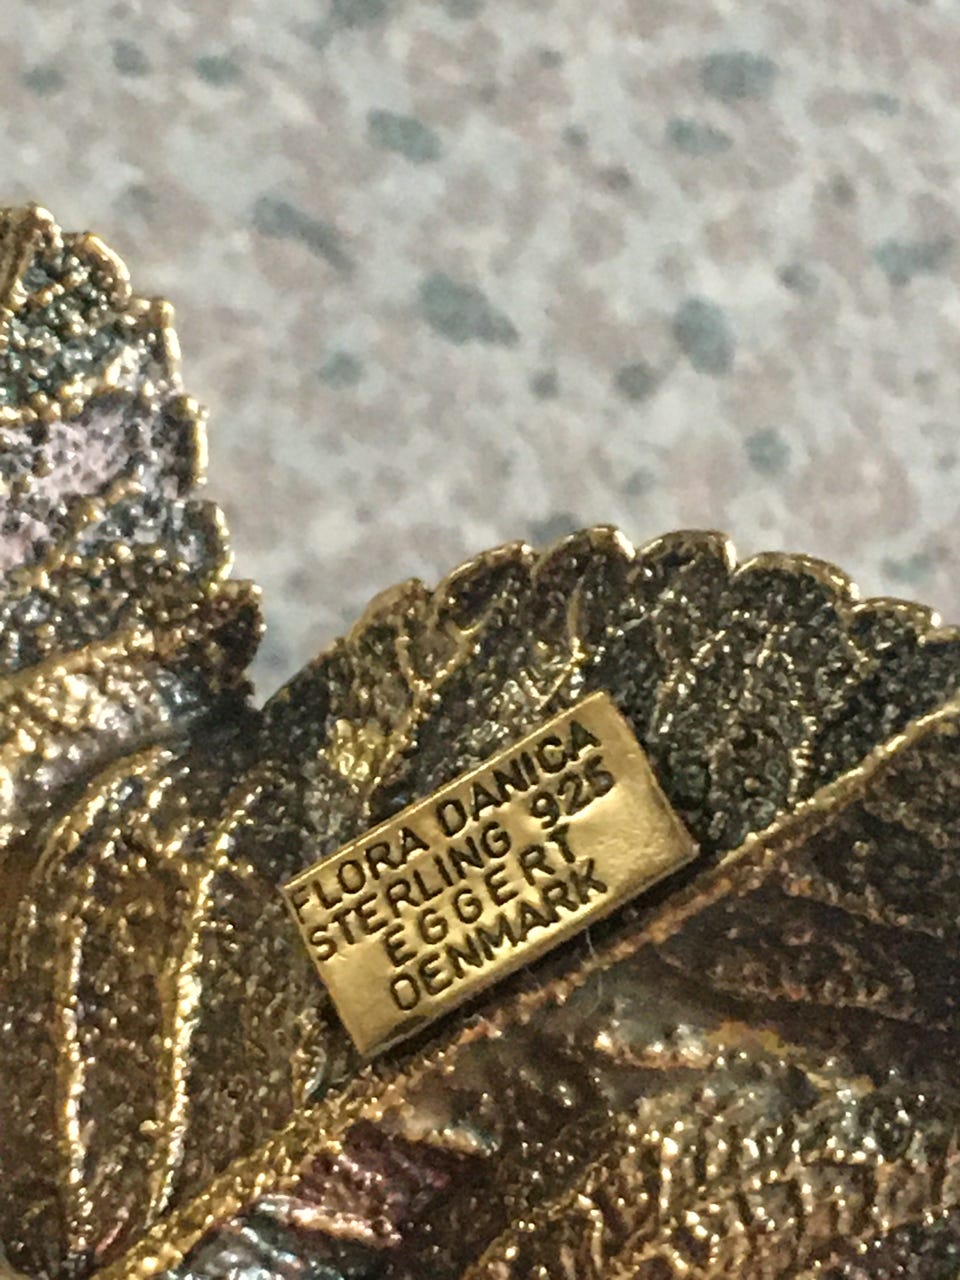 FLORA DANICA
STERLING 925
EGGERT
DENMARK